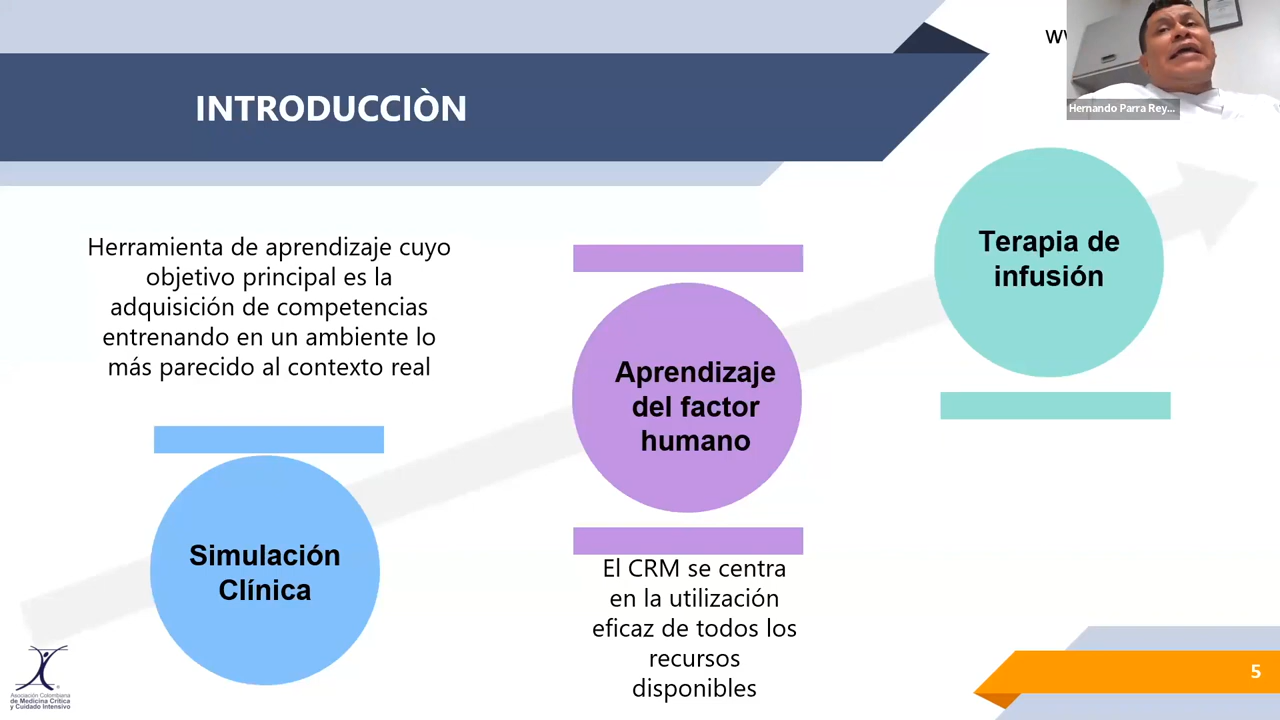 INTRODUCCIÒN
Hernando Parra Rey...
Herramienta de aprendizaje cuyo
objetivo principal es la
adquisición de competencias
entrenando en un ambiente lo
más parecido al contexto real
Simulación
Clínica
Aprendizaje
del factor
humano
El CRM se centra
en la utilización
eficaz de todos los
recursos
disponibles
Terapia de
infusión
Asociación Colombiana
de Medicina Crítica
y Cuidado Intensivo
5